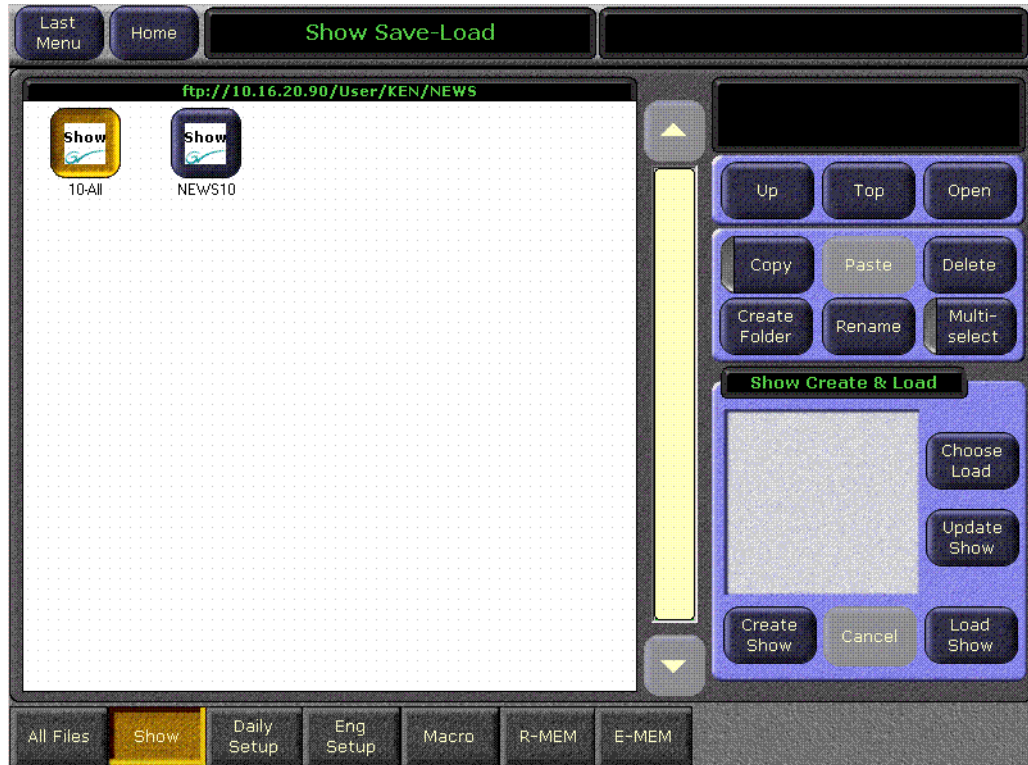 Last
Menu
Home
Show Save-Load
ftp://10.16.20.90/User/KEN/NEWS
Show
10-All
Show
NEWS10
Up
Top
Open
Copy
Paste
Delete
Create
Folder
Rename
Multi-
select
Show Create & Load
Choose
Load
Update
Show
Create
Show
Cancel
Load
Show
All Files
Show
Daily
Setup
Eng
Setup
Macro
R-MEM
E-MEM